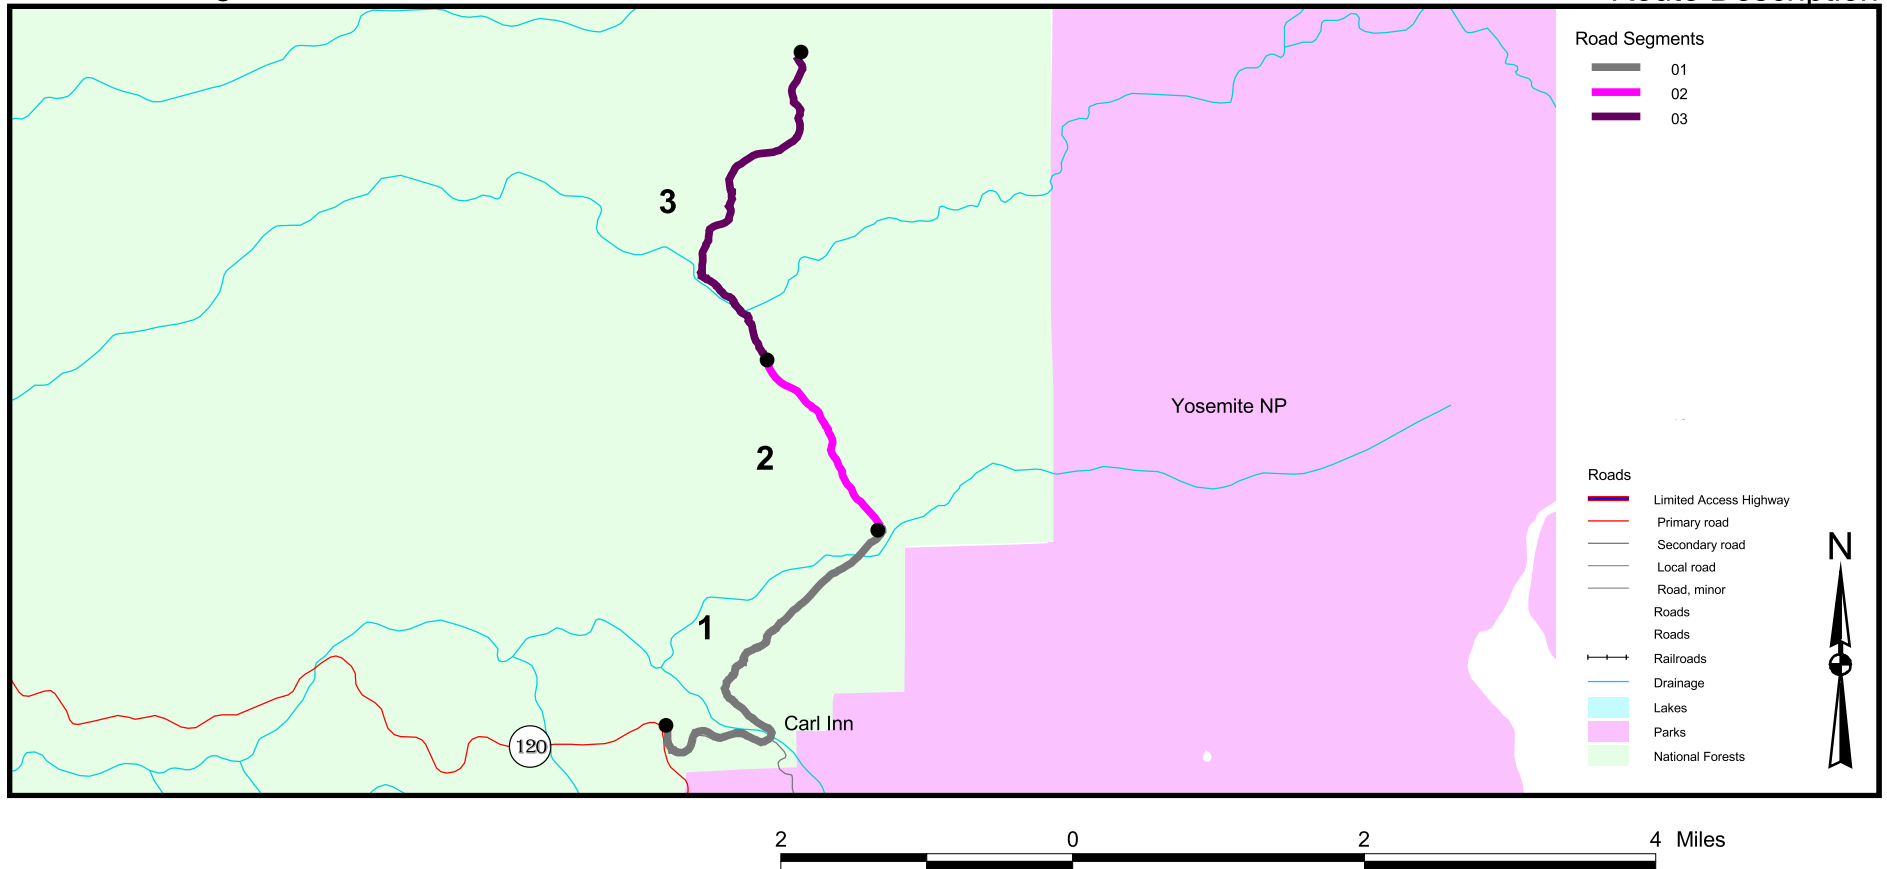 Route Description
Road Segments
01
02
03
3
Yosemite NP
2
Roads
Limited Access Highway
Primary road
Secondary road
Local road
Road, minor
Roads
Roads
Railroads
Drainage
Lakes
Parks
National Forests
N
1
Carl Inn
120
2 0 2 4 Miles